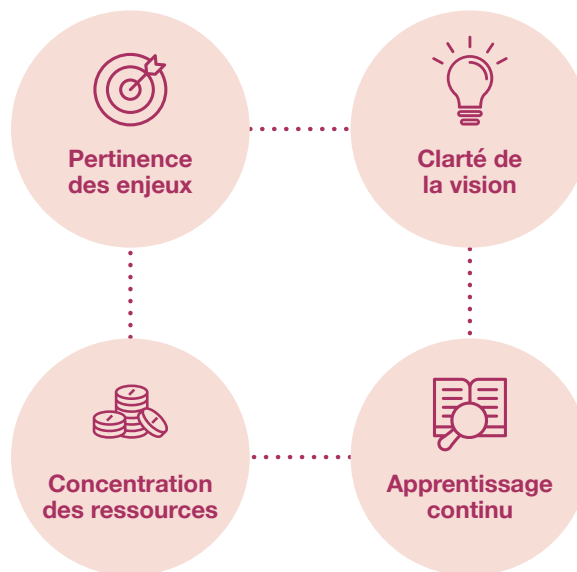 Pertinence
des enjeux
Clarté de
la vision
Concentration
des ressources
Apprentissage
continu